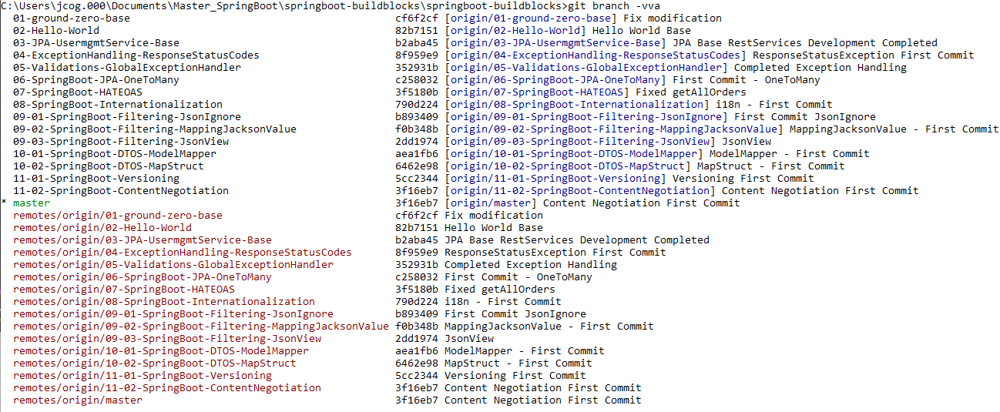 C:\Users\jcog.000\Documents\Master_SpringBoot\springboot-buildblocks\springboot-buildblocks>git branch -vva
01-ground-zero-base cf6f2cf [origin/01-ground-zero-base] Fix modification
02-Hello-World 82b7151 [origin/02-Hello-World] Hello World Base
03-JPA-UsermgmtService-Base b2aba45 [origin/03-JPA-UsermgmtService-Base] JPA Base RestServices Development Completed
04-ExceptionHandling-ResponseStatusCodes 8f959e9 [origin/04-ExceptionHandling-ResponseStatusCodes] ResponseStatusException First Commit
05-Validations-GlobalExceptionHandler 352931b [origin/05-Validations-GlobalExceptionHandler] Completed Exception Handling
06-SpringBoot-JPA-OneToMany c258032 [origin/06-SpringBoot-JPA-OneToMany] First Commit - OneToMany
07-SpringBoot-HATEOAS 3f5180b [origin/07-SpringBoot-HATEOAS] Fixed getAllOrders
08-SpringBoot-Internationalization 790d224 [origin/08-SpringBoot-Internationalization] i18n - First Commit
09-01-SpringBoot-Filtering-JsonIgnore b893409 [origin/09-01-SpringBoot-Filtering-JsonIgnore] First Commit JsonIgnore
09-02-SpringBoot-Filtering-MappingJacksonValue f0b348b [origin/09-02-SpringBoot-Filtering-MappingJacksonValue] MappingJacksonValue - First Commit
09-03-SpringBoot-Filtering-JsonView 2dd1974 [origin/09-03-SpringBoot-Filtering-JsonView] JsonView
10-01-SpringBoot-DTOS-ModelMapper aea1fb6 [origin/10-01-SpringBoot-DTOS-ModelMapper] ModelMapper - First Commit
10-02-SpringBoot-DTOS-MapStruct 6462e98 [origin/10-02-SpringBoot-DTOS-MapStruct] MapStruct - First Commit
11-01-SpringBoot-Versioning 5cc2344 [origin/11-01-SpringBoot-Versioning] Versioning First Commit
11-02-SpringBoot-ContentNegotiation 3f16eb7 [origin/11-02-SpringBoot-ContentNegotiation] Content Negotiation First Commit
* master 3f16eb7 [origin/master] Content Negotiation First Commit
remotes/origin/01-ground-zero-base cf6f2cf Fix modification
remotes/origin/02-Hello-World 82b7151 Hello World Base
remotes/origin/03-JPA-UsermgmtService-Base b2aba45 JPA Base RestServices Development Completed
remotes/origin/04-ExceptionHandling-ResponseStatusCodes 8f959e9 ResponseStatusException First Commit
remotes/origin/05-Validations-GlobalExceptionHandler 352931b Completed Exception Handling
remotes/origin/06-SpringBoot-JPA-OneToMany c258032 First Commit - OneToMany
remotes/origin/07-SpringBoot-HATEOAS 3f5180b Fixed getAllOrders
remotes/origin/08-SpringBoot-Internationalization 790d224 i18n - First Commit
remotes/origin/09-01-SpringBoot-Filtering-JsonIgnore b893409 First Commit JsonIgnore
remotes/origin/09-02-SpringBoot-Filtering-MappingJacksonValue f0b348b MappingJacksonValue - First Commit
remotes/origin/09-03-SpringBoot-Filtering-JsonView 2dd1974 JsonView
remotes/origin/10-01-SpringBoot-DTOS-ModelMapper aea1fb6 ModelMapper - First Commit
remotes/origin/10-02-SpringBoot-DTOS-MapStruct 6462e98 MapStruct - First Commit
remotes/origin/11-01-SpringBoot-Versioning 5cc2344 Versioning First Commit
remotes/origin/11-02-SpringBoot-ContentNegotiation 3f16eb7 Content Negotiation First Commit
remotes/origin/master 3f16eb7 Content Negotiation First Commit